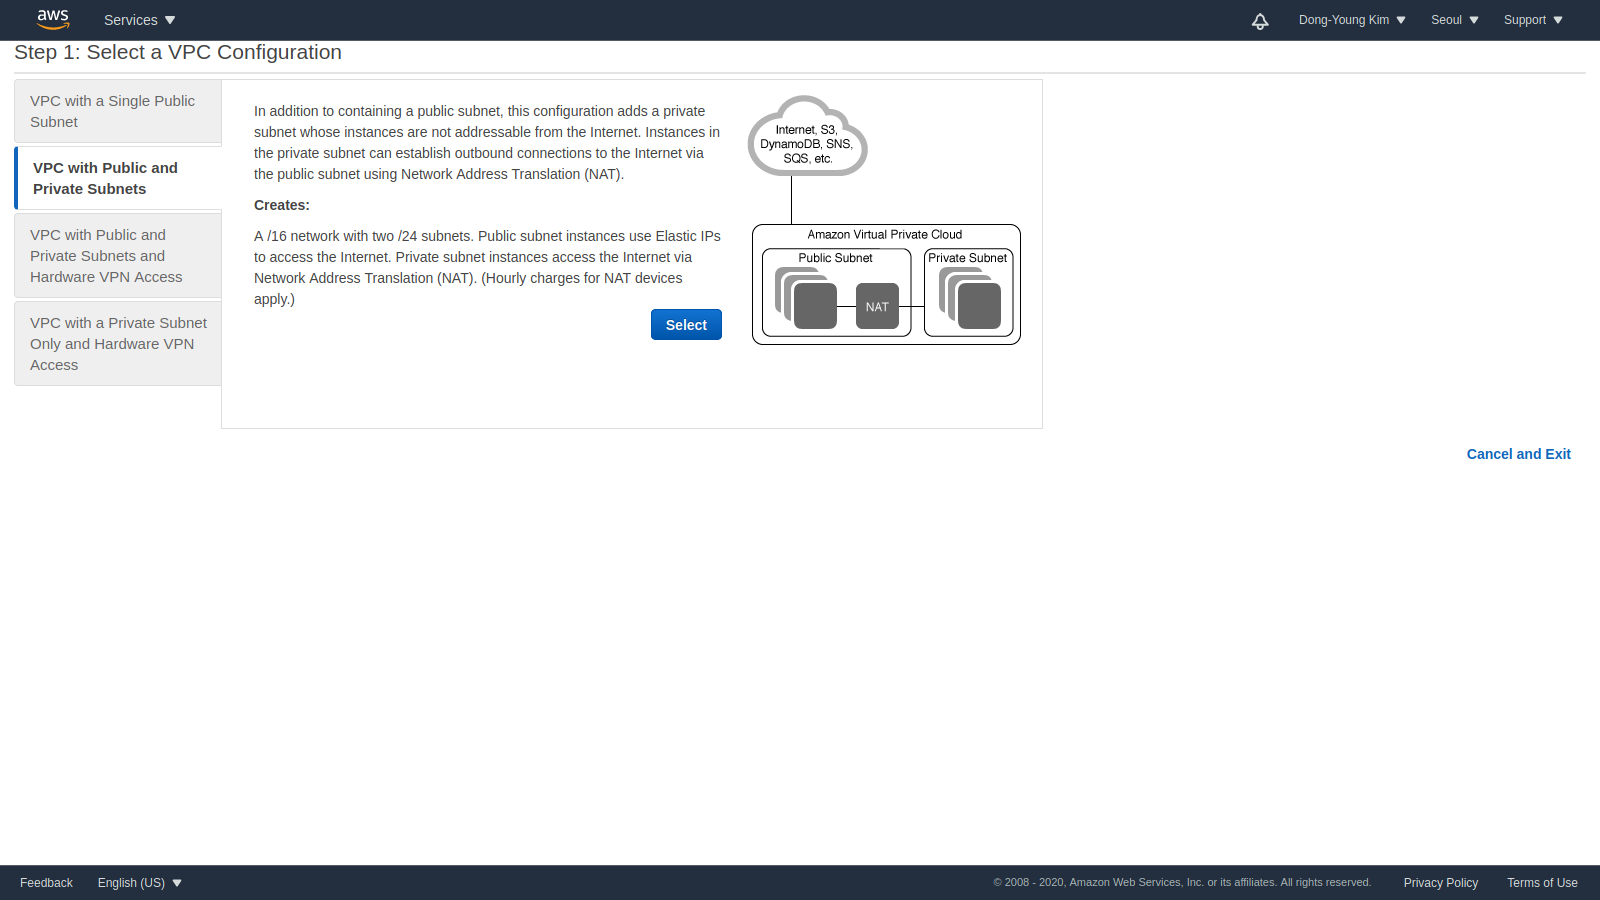 aws
Services
Dong-Young Kim
Seoul
Support
Step 1: Select a VPC Configuration
VPC with a Single Public
Subnet
VPC with Public and
Private Subnets
VPC with Public and
Private Subnets and
Hardware VPN Access
VPC with a Private Subnet
Only and Hardware VPN
Access
In addition to containing a public subnet, this configuration adds a private
subnet whose instances are not addressable from the Internet. Instances in
the private subnet can establish outbound connections to the Internet via
the public subnet using Network Address Translation (NAT).
Creates:
A /16 network with two /24 subnets. Public subnet instances use Elastic IPs
to access the Internet. Private subnet instances access the Internet via
Network Address Translation (NAT). (Hourly charges for NAT devices
apply.)
Select
Internet, S3,
DynamoDB, SNS,
SQS, etc.
Amazon Virtual Private Cloud
Public Subnet
Private Subnet
NAT
Cancel and Exit
Feedback
English (US)
© 2008 - 2020, Amazon Web Services, Inc. or its affiliates. All rights reserved.
Privacy Policy
Terms of Use